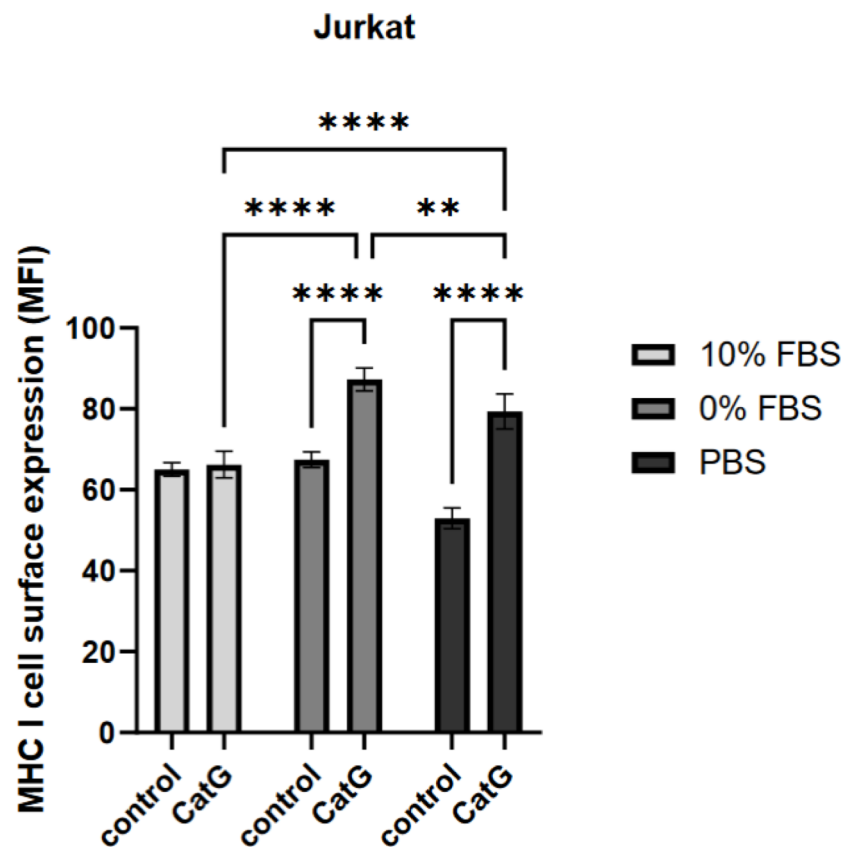 Jurkat
****
****
**
****
****
MHC I cell surface expression (MFI)
100
80
60
40
20
0
control
CatG
control
CatG
control
CatG
10% FBS
0% FBS
PBS